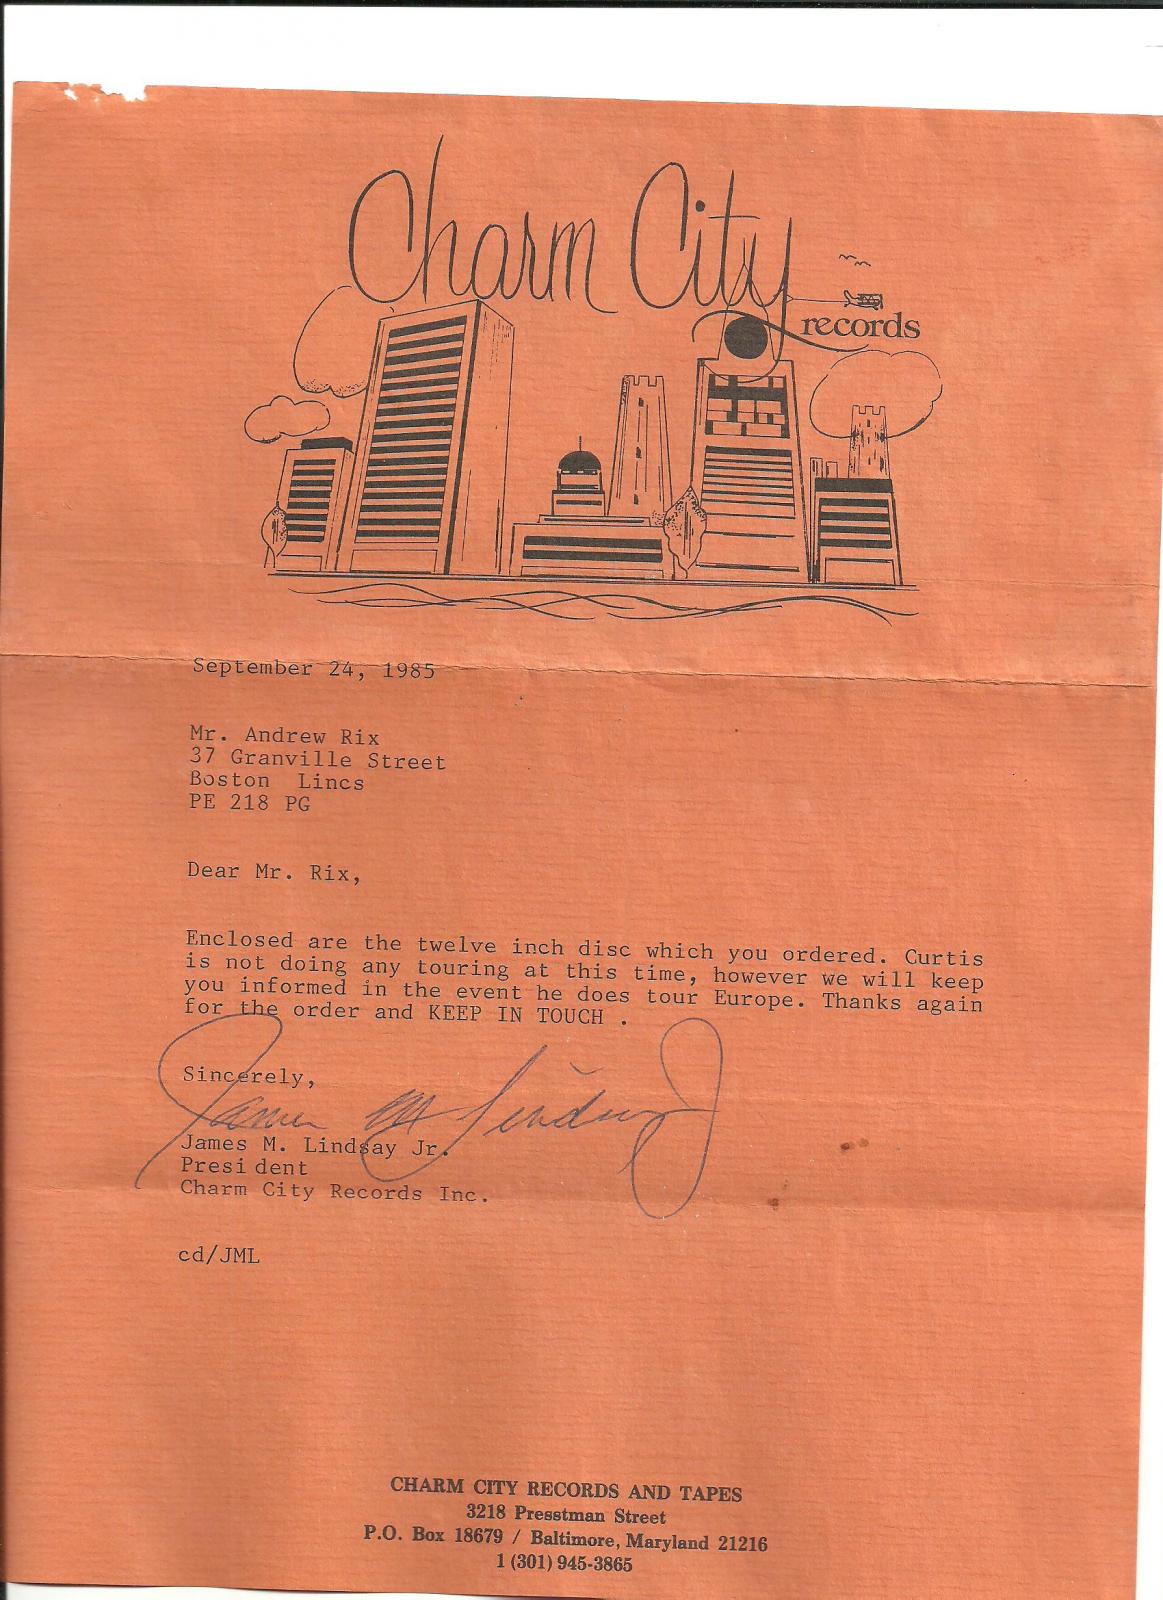 Charm City
records
September 24, 1985
Mr. Andrew Rix
37 Granville Street
Boston Lincs
PE 218 PG
Dear Mr. Rix,
Enclosed are the twelve inch disc which you ordered. Curtis
is not doing any touring at this time, however we will keep
you informed in the event he does tour Europe. Thanks again
for the order and KEEP IN TOUCH .
Sincerely,
James M Lindsay J
James M. Lindsay Jr.
President
Charm City Records Inc.
cd/JML
CHARM CITY RECORDS AND TAPES
3218 Presstman Street
P.O. Box 18679 / Baltimore, Maryland 21216
1 (301) 945-3865